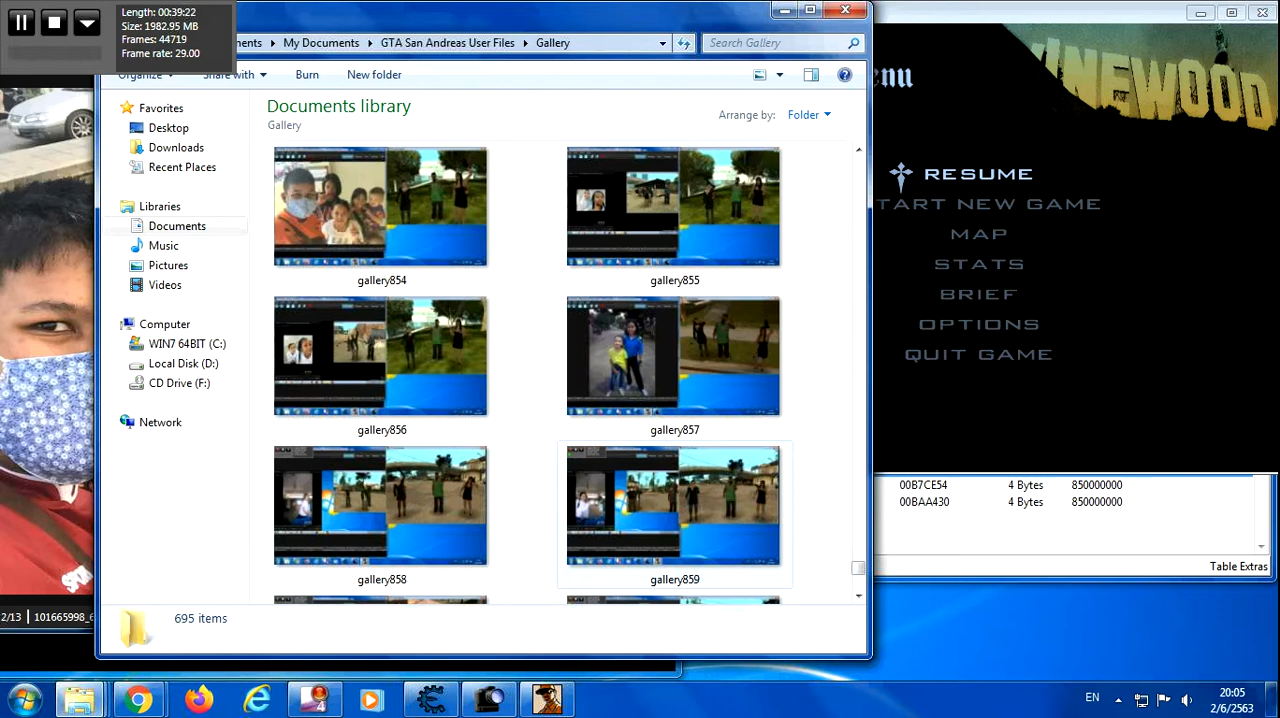 Length: 00:39:22
Size: 1987.95 MB
Frames: 44719
Frame rate: 29.00
My Documents
GTA San Andreas User Files
Gallery
Search Gallery
Organize
Share with
Burn
New folder
Favorites
Desktop
Downloads
Recent Places
Libraries
Documents
Music
Pictures
Videos
Computer
WIN7 64BIT (C:)
Local Disk (D:)
CD Drive (F:)
Network
Documents library
Gallery
Arrange by: Folder
gallery854
gallery855
gallery856
gallery857
gallery858
gallery859
695 items
INEWOOD
enu
RESUME
TART NEW GAME
MAP
STATS
BRIEF
OPTIONS
QUIT GAME
00B7CE54 4 Bytes 850000000
00BAA430 4 Bytes 850000000
Table Extras
2/13
101665998_6
EN
20:05
2/6/2563